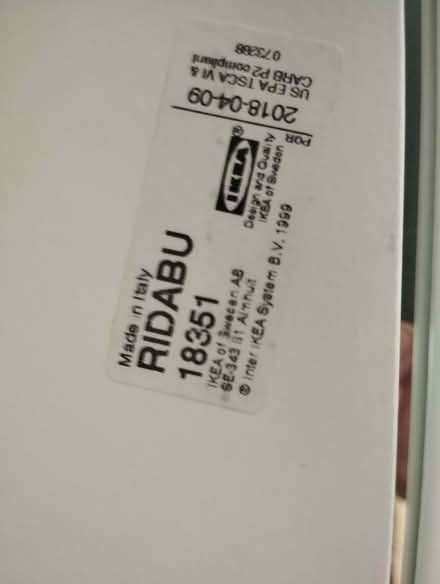 Made in Italy
RIDABU
18351
IKEA of Sweden AB
SE-343 81 Älmhult
® Inter IKEA System B.V. 1999
IKEA®
Design and Quality
IKEA of Sweden
PQR
2018-04-09
US EPA TSCA VI &
CARB P2 compliant
073288